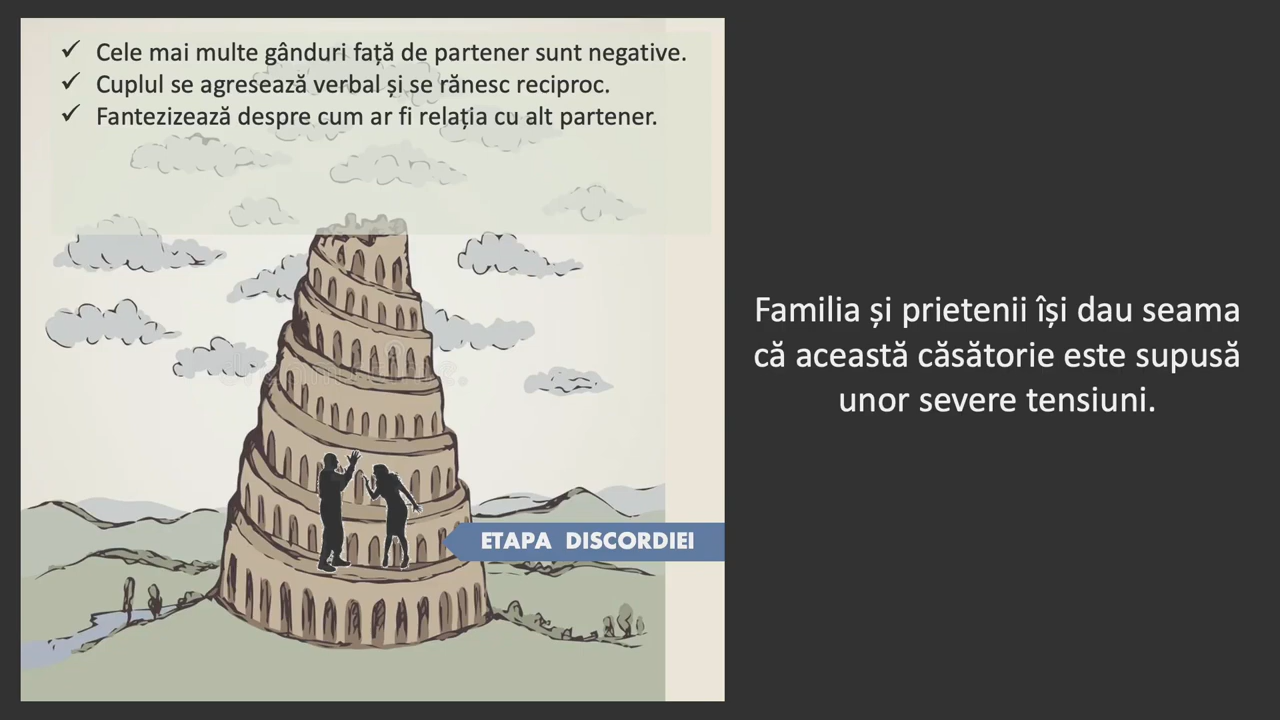 ✓ Cele mai multe gânduri față de partener sunt negative.
✓ Cuplul se agresează verbal și se rănesc reciproc.
✓ Fantezizează despre cum ar fi relația cu alt partener.
ETAPA DISCORDIEI
Familia și prietenii își dau seama
că această căsătorie este supusă
unor severe tensiuni.